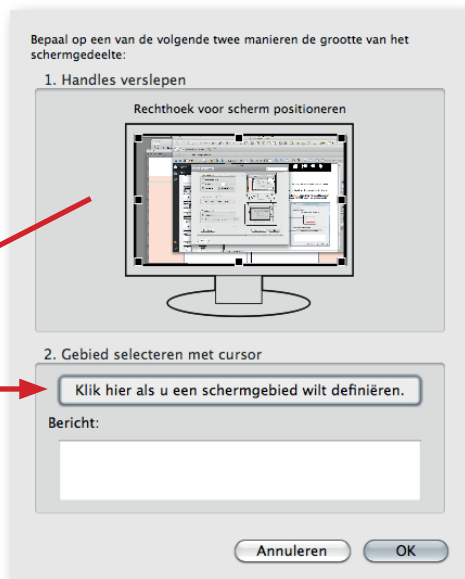 Bepaal op een van de volgende twee manieren de grootte van het
schermgedeelte:
1. Handles verslepen
Rechthoek voor scherm positioneren
2. Gebied selecteren met cursor
Klik hier als u een schermgebied wilt definiëren.
Bericht:
Annuleren
OK